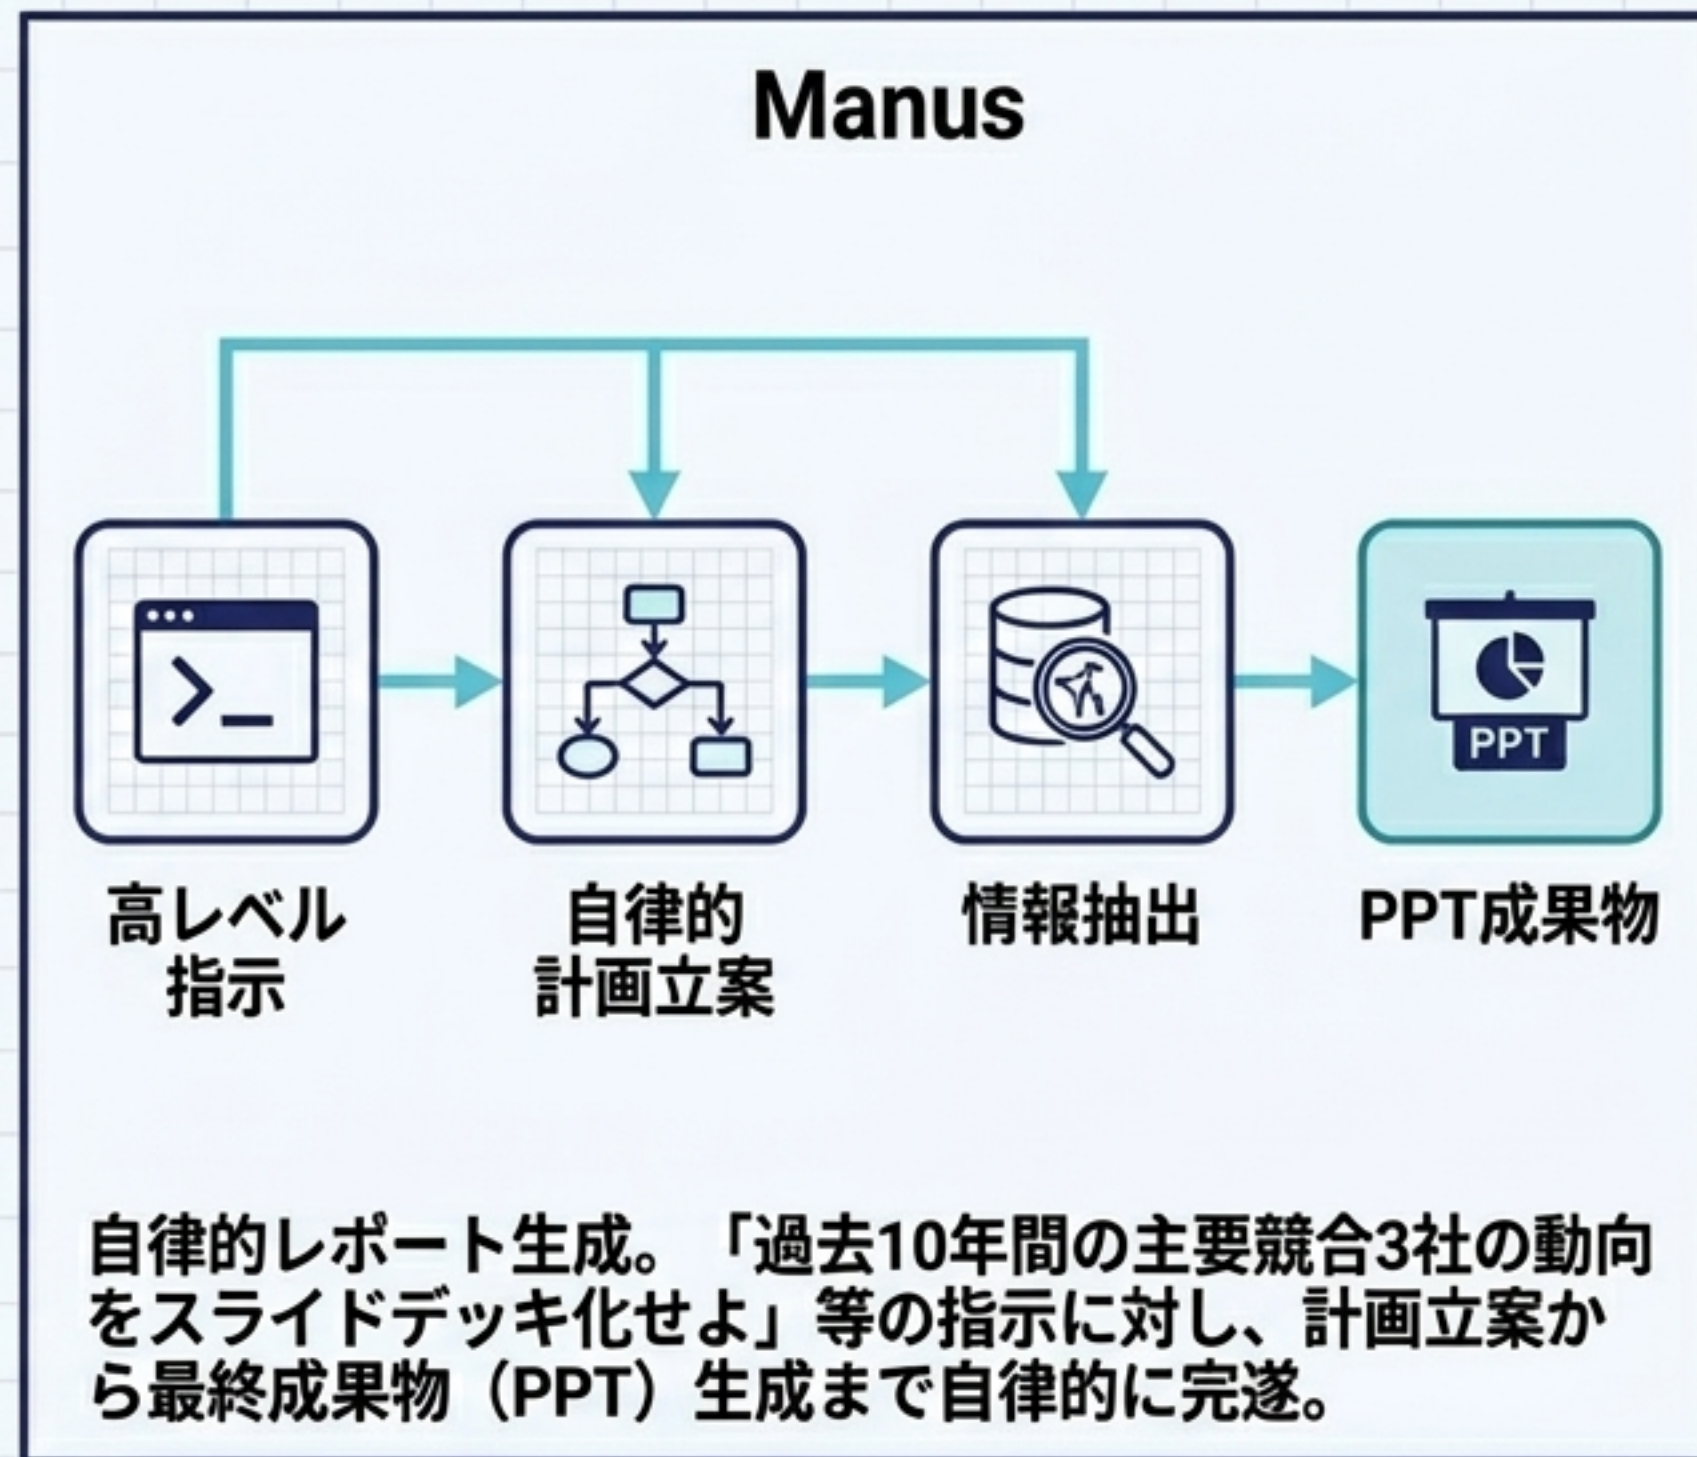 Manus
PPT
高レベル
指示
自律的
計画立案
情報抽出
PPT成果物
自律的レポート生成。「過去10年間の主要競合3社の動向
をスライドデッキ化せよ」等の指示に対し、計画立案か
ら最終成果物（PPT）生成まで自律的に完遂。